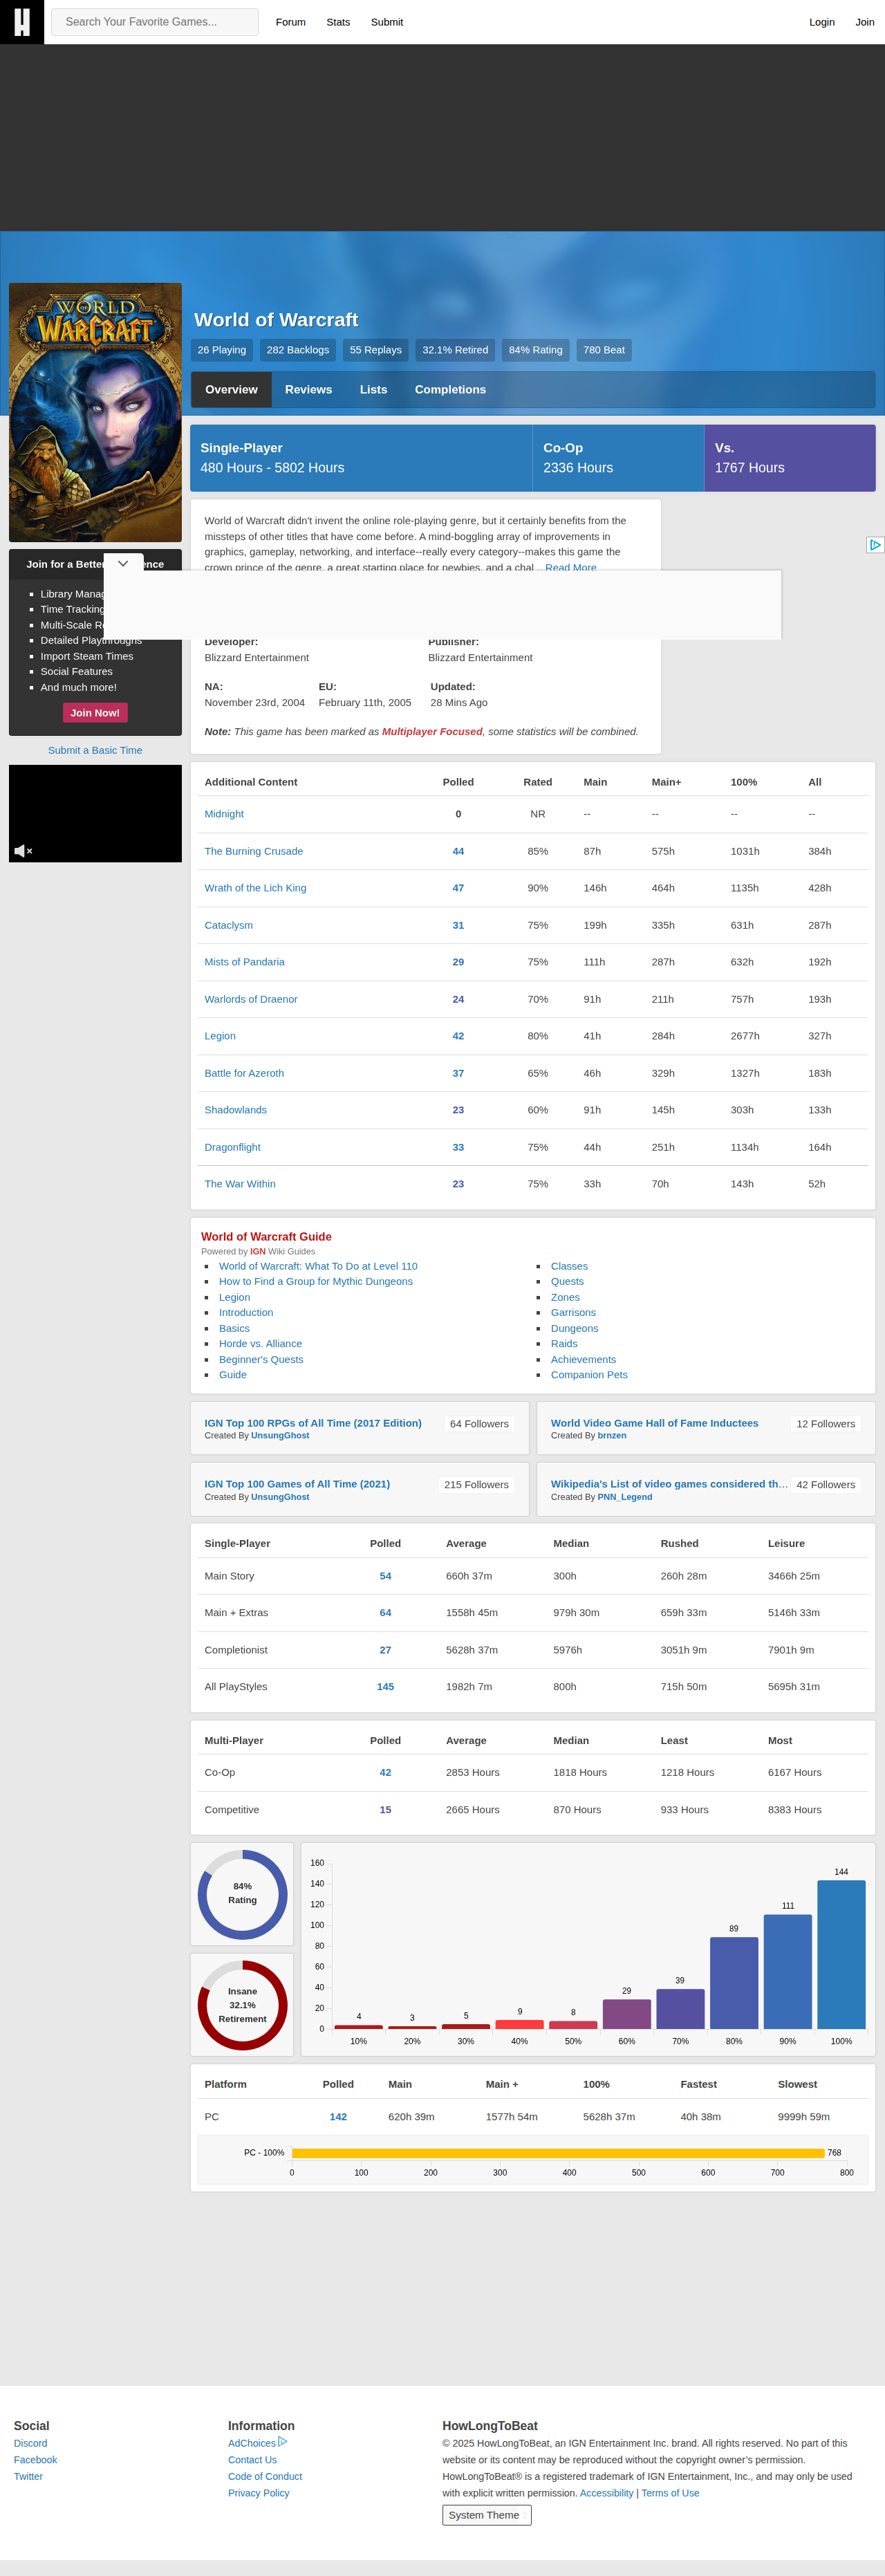 Search Your Favorite Games...
Forum
Stats
Submit
Login
Join
WORLD
WARCRAFT
World of Warcraft
26 Playing
282 Backlogs
55 Replays
32.1% Retired
84% Rating
780 Beat
Overview
Reviews
Lists
Completions
Single-Player
480 Hours - 5802 Hours
Co-Op
2336 Hours
Vs.
1767 Hours
World of Warcraft didn't invent the online role-playing genre, but it certainly benefits from the
missteps of other titles that have come before. A mind-boggling array of improvements in
graphics, gameplay, networking, and interface--really every category--makes this game the
crown prince of the genre, a great starting place for newbies, and a chal ...Read More
Join for a Better ence
Library Manag
Time Tracking
Multi-Scale Re
Detailed Playthroughs
Import Steam Times
Social Features
And much more!
Join Now!
Submit a Basic Time
Developer:
Blizzard Entertainment
Publisher:
Blizzard Entertainment
NA:
November 23rd, 2004
EU:
February 11th, 2005
Updated:
28 Mins Ago
Note: This game has been marked as Multiplayer Focused, some statistics will be combined.
Additional Content Polled Rated Main Main+ 100% All
Midnight 0 NR -- -- -- --
The Burning Crusade 44 85% 87h 575h 1031h 384h
Wrath of the Lich King 47 90% 146h 464h 1135h 428h
Cataclysm 31 75% 199h 335h 631h 287h
Mists of Pandaria 29 75% 111h 287h 632h 192h
Warlords of Draenor 24 70% 91h 211h 757h 193h
Legion 42 80% 41h 284h 2677h 327h
Battle for Azeroth 37 65% 46h 329h 1327h 183h
Shadowlands 23 60% 91h 145h 303h 133h
Dragonflight 33 75% 44h 251h 1134h 164h
The War Within 23 75% 33h 70h 143h 52h
World of Warcraft Guide
Powered by IGN Wiki Guides
World of Warcraft: What To Do at Level 110
How to Find a Group for Mythic Dungeons
Legion
Introduction
Basics
Horde vs. Alliance
Beginner's Quests
Guide
Classes
Quests
Zones
Garrisons
Dungeons
Raids
Achievements
Companion Pets
IGN Top 100 RPGs of All Time (2017 Edition)
Created By UnsungGhost
64 Followers
World Video Game Hall of Fame Inductees
Created By brnzen
12 Followers
IGN Top 100 Games of All Time (2021)
Created By UnsungGhost
215 Followers
Wikipedia's List of video games considered th…
Created By PNN_Legend
42 Followers
Single-Player Polled Average Median Rushed Leisure
Main Story 54 660h 37m 300h 260h 28m 3466h 25m
Main + Extras 64 1558h 45m 979h 30m 659h 33m 5146h 33m
Completionist 27 5628h 37m 5976h 3051h 9m 7901h 9m
All PlayStyles 145 1982h 7m 800h 715h 50m 5695h 31m
Multi-Player Polled Average Median Least Most
Co-Op 42 2853 Hours 1818 Hours 1218 Hours 6167 Hours
Competitive 15 2665 Hours 870 Hours 933 Hours 8383 Hours
84%
Rating
Insane
32.1%
Retirement
160
140
120
100
80
60
40
20
0
4
3
5
9
8
29
39
89
111
144
10% 20% 30% 40% 50% 60% 70% 80% 90% 100%
Platform Polled Main Main + 100% Fastest Slowest
PC 142 620h 39m 1577h 54m 5628h 37m 40h 38m 9999h 59m
PC - 100% 768
0 100 200 300 400 500 600 700 800
Social
Discord
Facebook
Twitter
Information
AdChoices
Contact Us
Code of Conduct
Privacy Policy
HowLongToBeat
© 2025 HowLongToBeat, an IGN Entertainment Inc. brand. All rights reserved. No part of this
website or its content may be reproduced without the copyright owner’s permission.
HowLongToBeat® is a registered trademark of IGN Entertainment, Inc., and may only be used
with explicit written permission. Accessibility | Terms of Use
System Theme